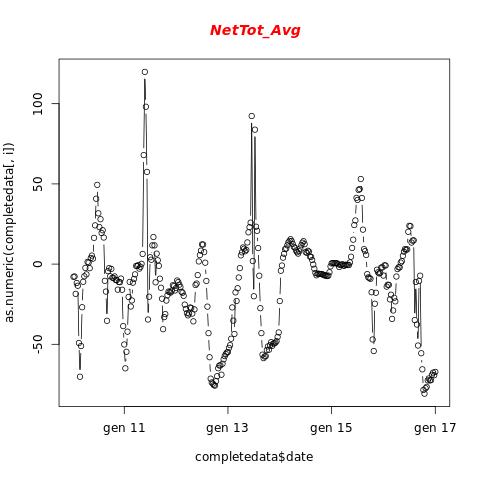 NetTot_Avg
as.numeric(completedata[, i])
100
50
0
-50
gen 11
gen 13
gen 15
gen 17
completedata$date